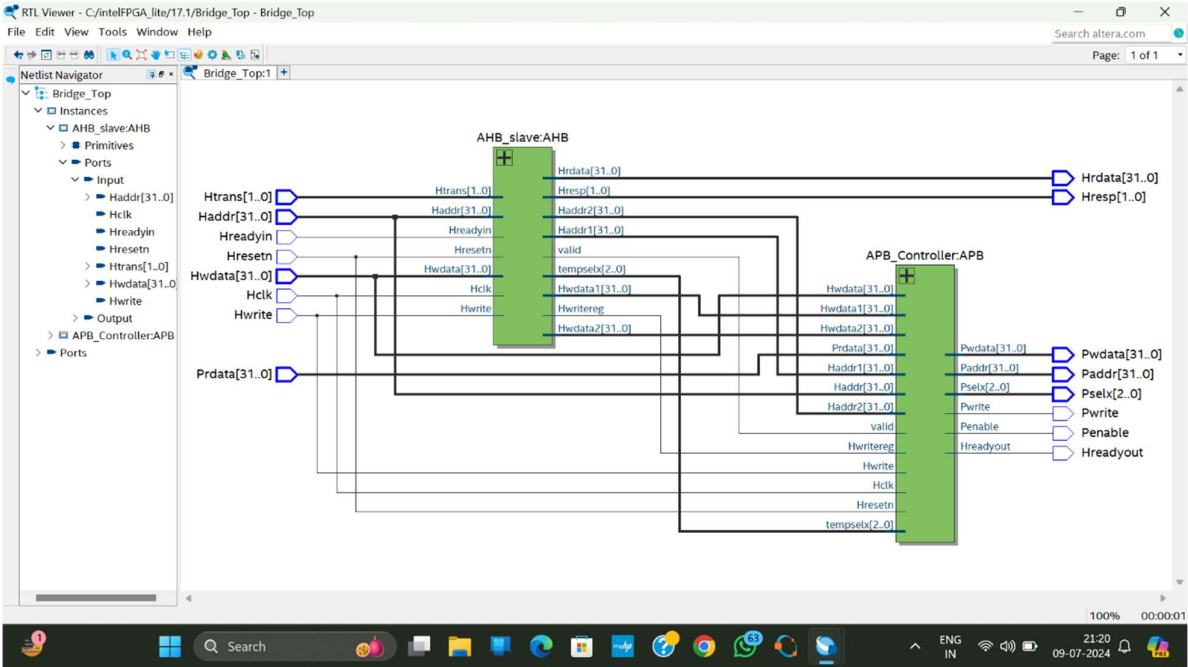 RTL Viewer - C:/intelFPGA_lite/17.1/Bridge_Top - Bridge_Top
File Edit View Tools Window Help
Search altera.com
Page: 1 of 1
Netlist Navigator
Bridge_Top:1
Bridge_Top
Instances
AHB_slave:AHB
Primitives
Ports
Input
Haddr[31..0]
Hclk
Hreadyin
Hresetn
Htrans[1..0]
Hwdata[31..0
Hwrite
Output
APB_Controller:APB
Ports
Htrans[1..0]
Haddr[31..0]
Hreadyin
Hresetn
Hwdata[31..0]
Hclk
Hwrite
Prdata[31..0]
AHB_slave:AHB
Htrans[1..0]
Haddr[31..0]
Hreadyin
Hresetn
Hwdata[31..0]
Hclk
Hwrite
Hrdata[31..0]
Hresp[1..0]
Haddr2[31..0]
Haddr1[31..0]
valid
tempselx[2..0]
Hwdata1[31..0]
Hwritereg
Hwdata2[31..0]
APB_Controller:APB
Hwdata[31..0]
Hwdata1[31..0]
Hwdata2[31..0]
Prdata[31..0]
Haddr1[31..0]
Haddr[31..0]
Haddr2[31..0]
valid
Hwritereg
Hwrite
Hclk
Hresetn
tempselx[2..0]
Pwdata[31..0]
Paddr[31..0]
Pselx[2..0]
Pwrite
Penable
Hreadyout
Hrdata[31..0]
Hresp[1..0]
Pwdata[31..0]
Paddr[31..0]
Pselx[2..0]
Pwrite
Penable
Hreadyout
100% 00:00:01
1
Search
myhp
63
ENG
IN
21:20
09-07-2024
PRE